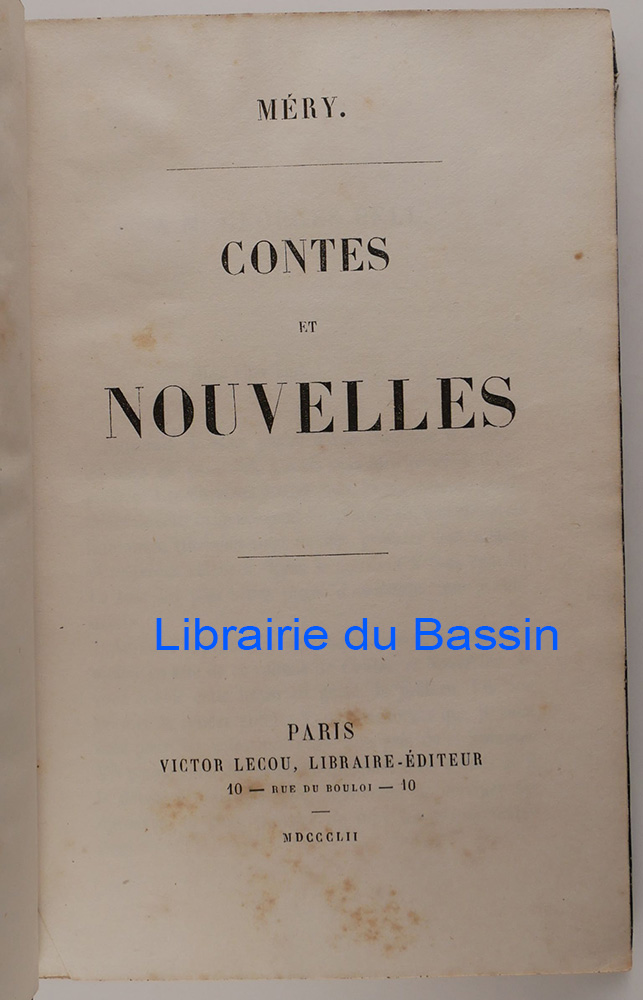 MÉRY.
CONTES
ET
NOUVELLES
Librairie du Bassin
PARIS
VICTOR LECOU, LIBRAIRE-ÉDITEUR
10 — RUE DU BOULOI — 10
MDCCCLII